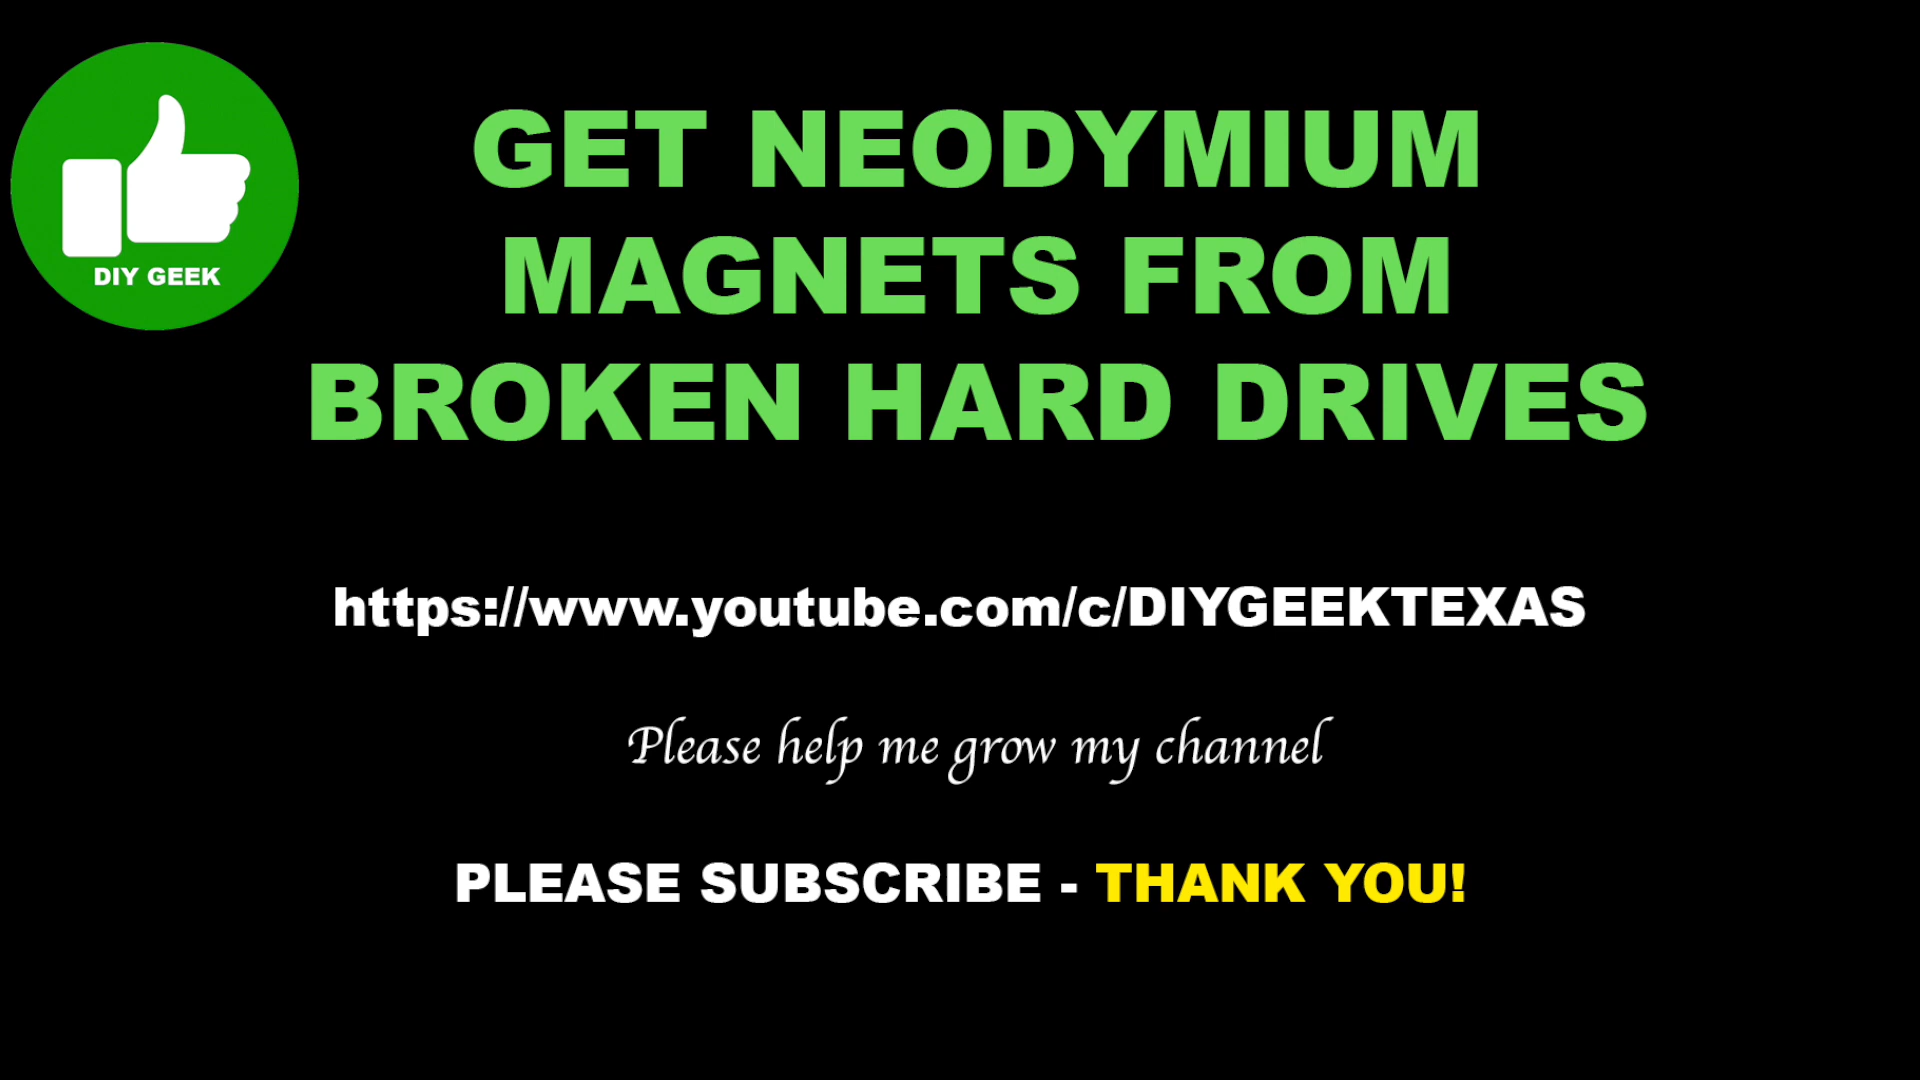 DIY GEEK
GET NEODYMIUM
MAGNETS FROM
BROKEN HARD DRIVES
https://www.youtube.com/c/DIYGEEKTEXAS
Please help me grow my channel
PLEASE SUBSCRIBE - THANK YOU!